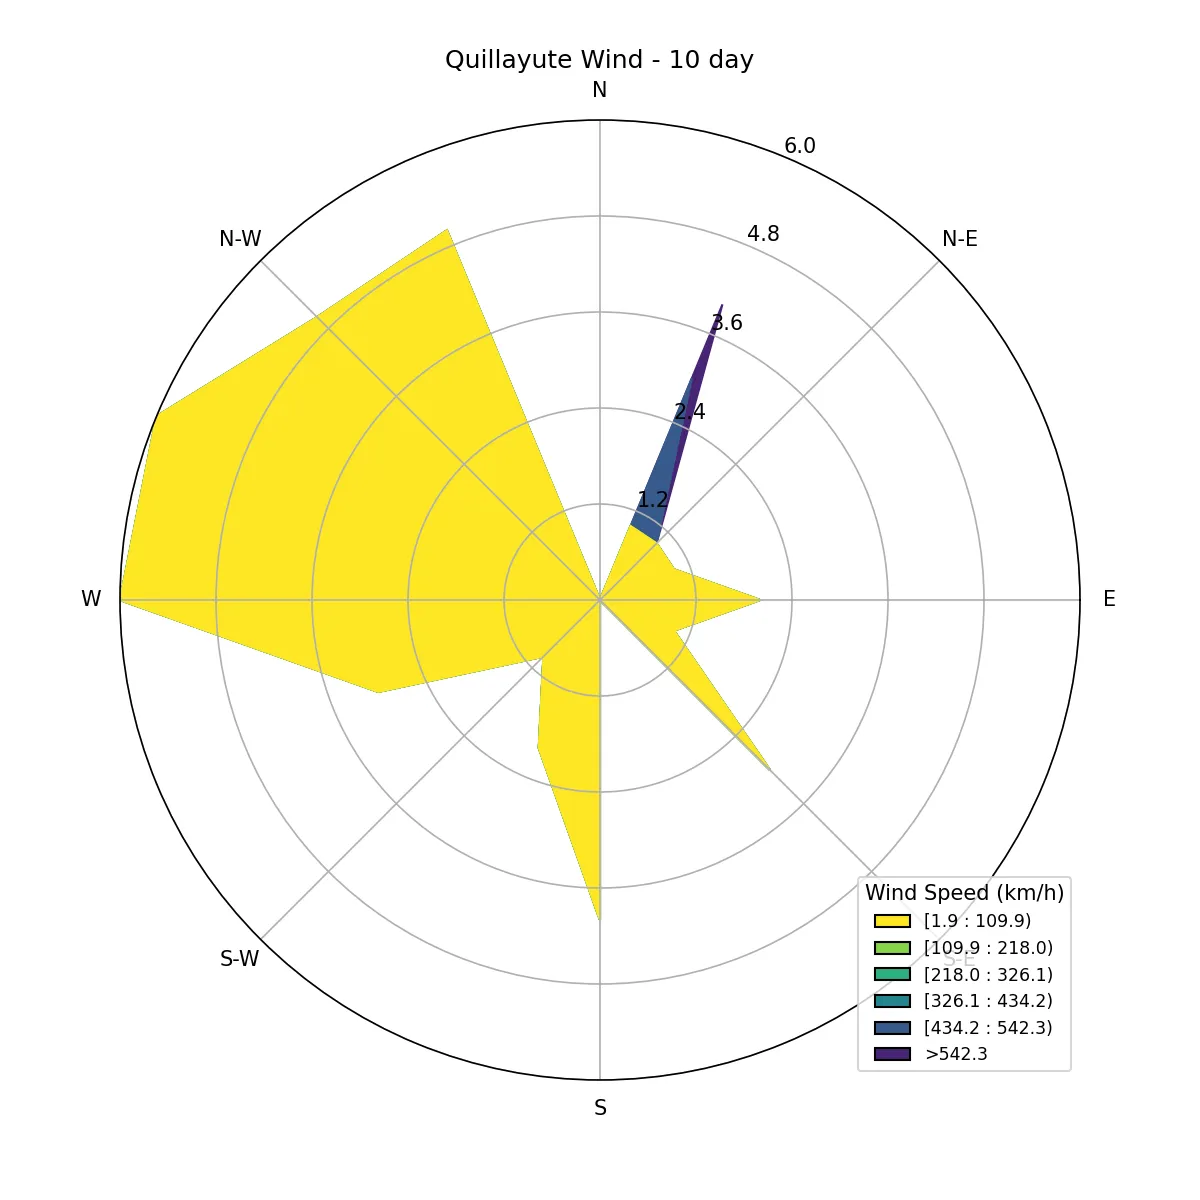 Quillayute Wind - 10 day
N
6.0
N-W
4.8
N-E
3.6
2.4
1.2
W
E
Wind Speed (km/h)
[1.9 : 109.9)
[109.9 : 218.0)
S-W
S-E
[218.0 : 326.1)
[326.1 : 434.2)
[434.2 : 542.3)
>542.3
S